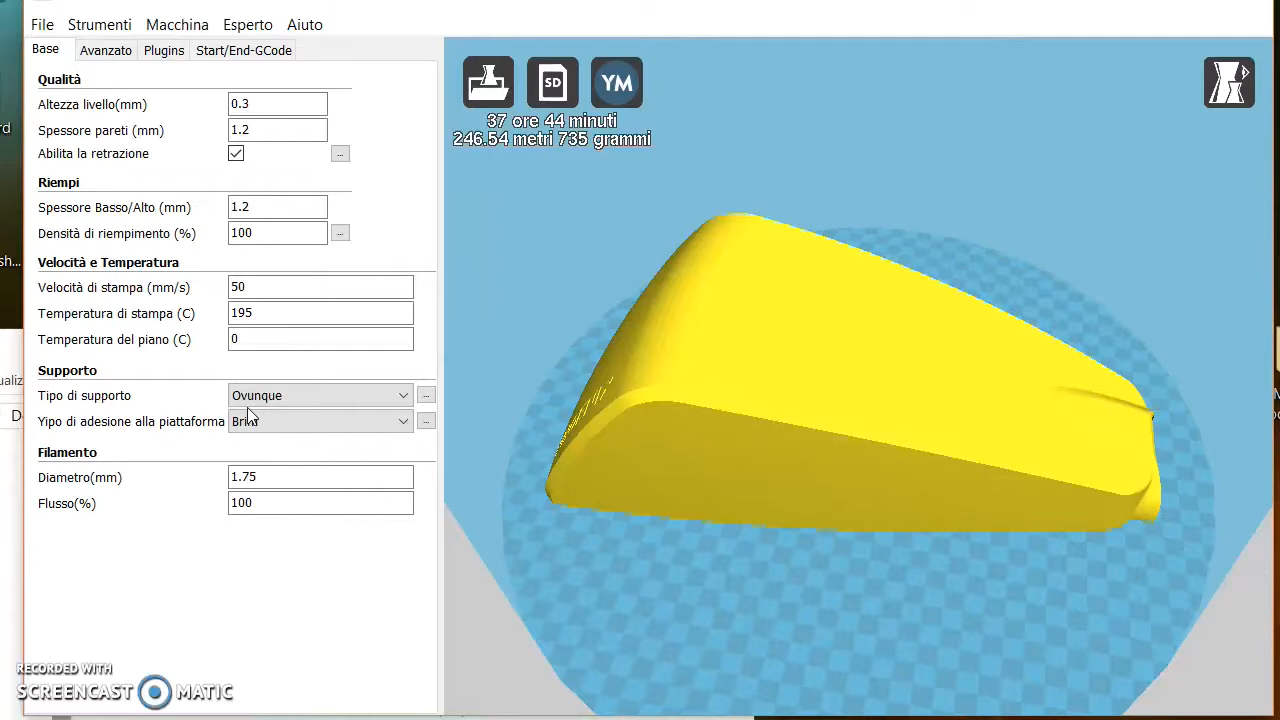 File Strumenti Macchina Esperto Aiuto
Base Avanzato Plugins Start/End-GCode
Qualità
Altezza livello(mm) 0.3
Spessore pareti (mm) 1.2
Abilita la retrazione ...
Riempi
Spessore Basso/Alto (mm) 1.2
Densità di riempimento (%) 100 ...
Velocità e Temperatura
Velocità di stampa (mm/s) 50
Temperatura di stampa (C) 195
Temperatura del piano (C) 0
Supporto
Tipo di supporto Ovunque ...
Yipo di adesione alla piattaforma ...
Filamento
Diametro(mm) 1.75
Flusso(%) 100
SD YM
37 ore 44 minuti
246.54 metri 735 grammi
RECORDED WITH
SCREENCAST MATIC